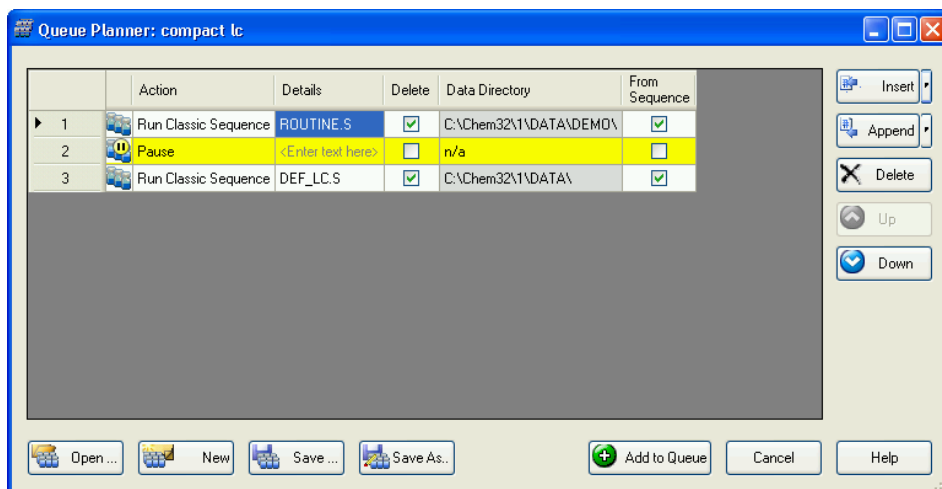 Queue Planner: compact lc
Action Details Delete Data Directory From Sequence
1 Run Classic Sequence ROUTINE.S C:\Chem32\1\DATA\DEMO\
2 Pause <Enter text here> n/a
3 Run Classic Sequence DEF_LC.S C:\Chem32\1\DATA\
Insert
Append
Delete
Up
Down
Open ... New Save ... Save As.. Add to Queue Cancel Help